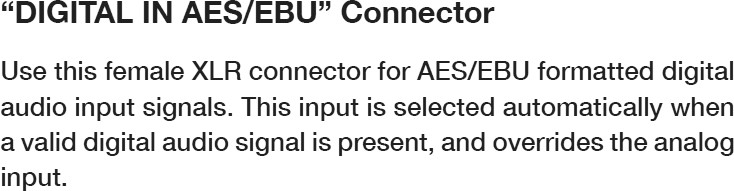 “DIGITAL IN AES/EBU” Connector
Use this female XLR connector for AES/EBU formatted digital
audio input signals. This input is selected automatically when
a valid digital audio signal is present, and overrides the analog
input.